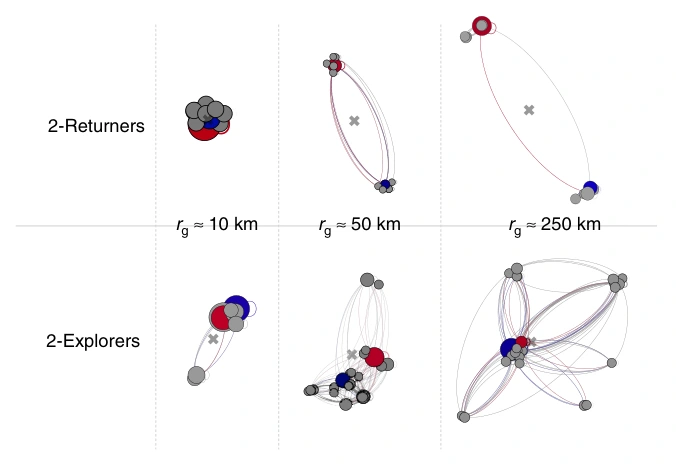 2-Returners
r_g ≈ 10 km
r_g ≈ 50 km
r_g ≈ 250 km
2-Explorers